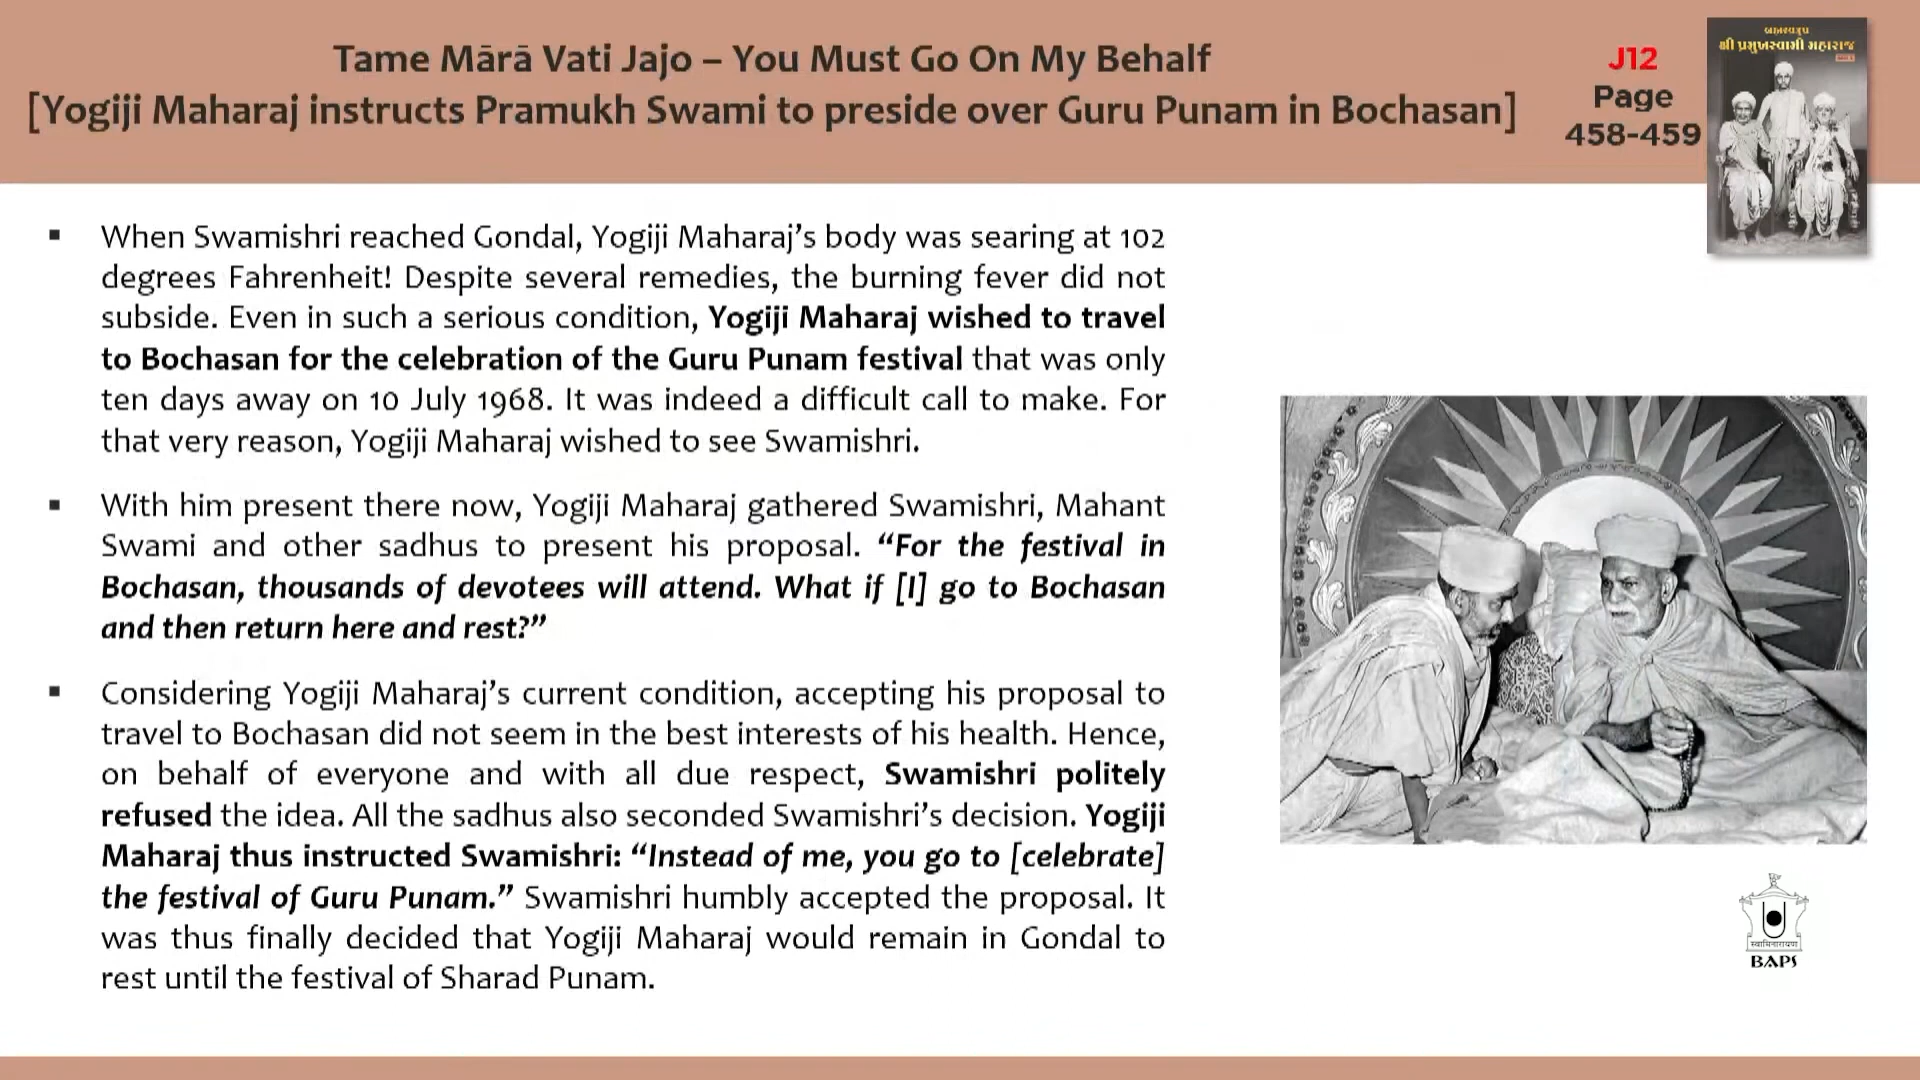 Tame Mārā Vati Jajo – You Must Go On My Behalf
[Yogiji Maharaj instructs Pramukh Swami to preside over Guru Punam in Bochasan]
J12
Page
458-459
બ્રહ્મસ્વરૂપ
શ્રી પ્રમુખસ્વામી મહારાજ
▪ When Swamishri reached Gondal, Yogiji Maharaj’s body was searing at 102
degrees Fahrenheit! Despite several remedies, the burning fever did not
subside. Even in such a serious condition, Yogiji Maharaj wished to travel
to Bochasan for the celebration of the Guru Punam festival that was only
ten days away on 10 July 1968. It was indeed a difficult call to make. For
that very reason, Yogiji Maharaj wished to see Swamishri.
▪ With him present there now, Yogiji Maharaj gathered Swamishri, Mahant
Swami and other sadhus to present his proposal. “For the festival in
Bochasan, thousands of devotees will attend. What if [I] go to Bochasan
and then return here and rest?”
▪ Considering Yogiji Maharaj’s current condition, accepting his proposal to
travel to Bochasan did not seem in the best interests of his health. Hence,
on behalf of everyone and with all due respect, Swamishri politely
refused the idea. All the sadhus also seconded Swamishri’s decision. Yogiji
Maharaj thus instructed Swamishri: “Instead of me, you go to [celebrate]
the festival of Guru Punam.” Swamishri humbly accepted the proposal. It
was thus finally decided that Yogiji Maharaj would remain in Gondal to
rest until the festival of Sharad Punam.
स्वामिनारायण
BAPS